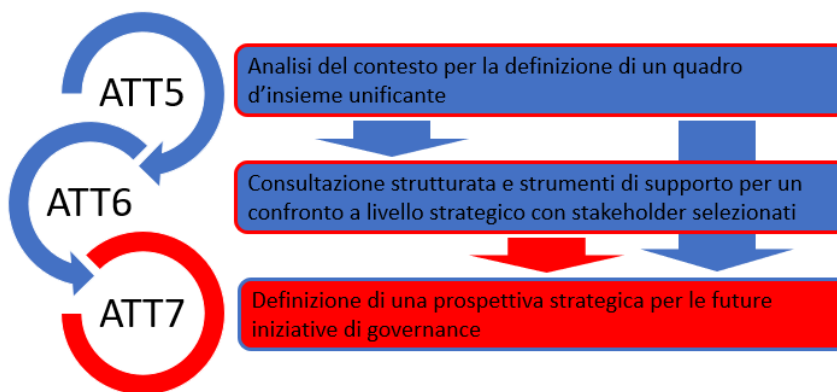 ATT5
Analisi del contesto per la definizione di un quadro
d’insieme unificante
ATT6
Consultazione strutturata e strumenti di supporto per un
confronto a livello strategico con stakeholder selezionati
ATT7
Definizione di una prospettiva strategica per le future
iniziative di governance